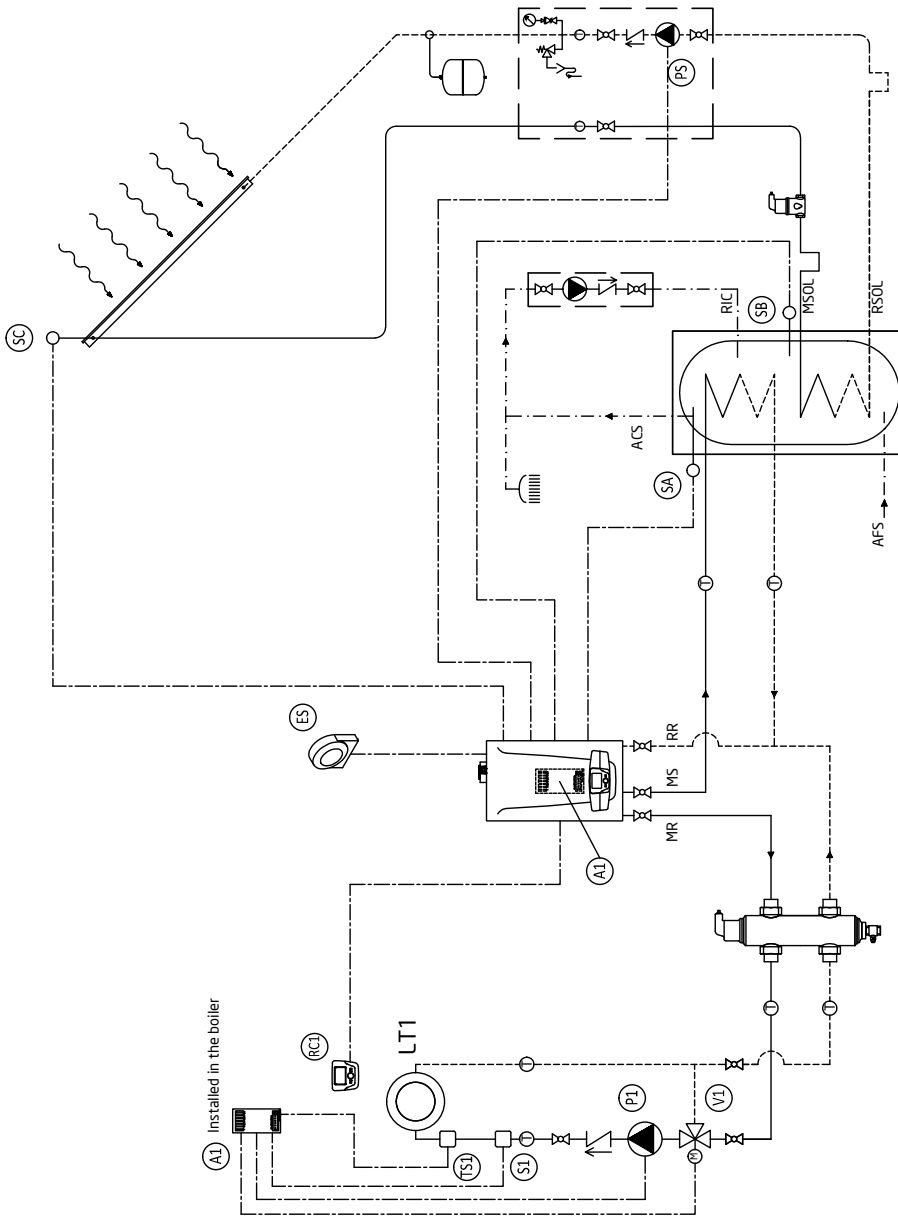 SC
PS
RIC
SB
MSOL
RSOL
ACS
SA
AFS
T
T
ES
RR
MS
MR
A1
RC1
Installed in the boiler
A1
LT1
T
T
T
T
TS1
S1
P1
V1
M